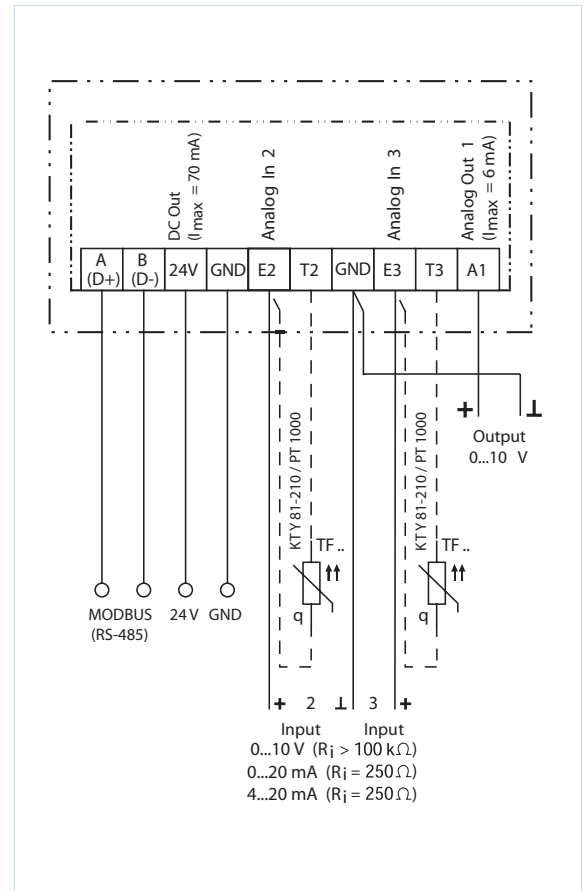 DC Out
(Imax = 70 mA)
Analog In 2
Analog In 3
Analog Out 1
(Imax = 6 mA)
A
(D+)
B
(D-)
24V
GND
E2
T2
GND
E3
T3
A1
+
⊥
Output
0...10 V
KTY 81-210 / PT 1000
TF ..
q
KTY 81-210 / PT 1000
TF ..
q
MODBUS
(RS-485)
24 V
GND
+ 2 ⊥ 3 +
Input Input
0...10 V (Ri > 100 kΩ)
0...20 mA (Ri = 250 Ω)
4...20 mA (Ri = 250 Ω)